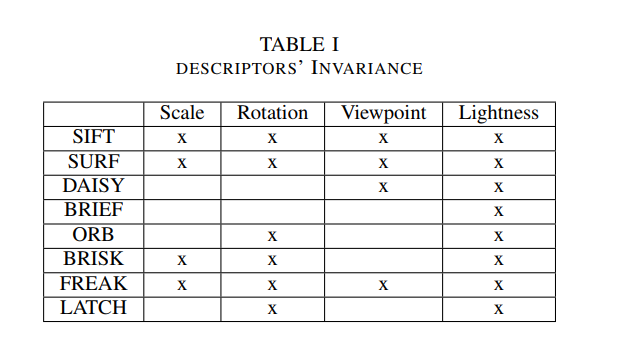 TABLE I
DESCRIPTORS' INVARIANCE
Scale Rotation Viewpoint Lightness
SIFT x x x x
SURF x x x x
DAISY x x
BRIEF x
ORB x x
BRISK x x x
FREAK x x x x
LATCH x x